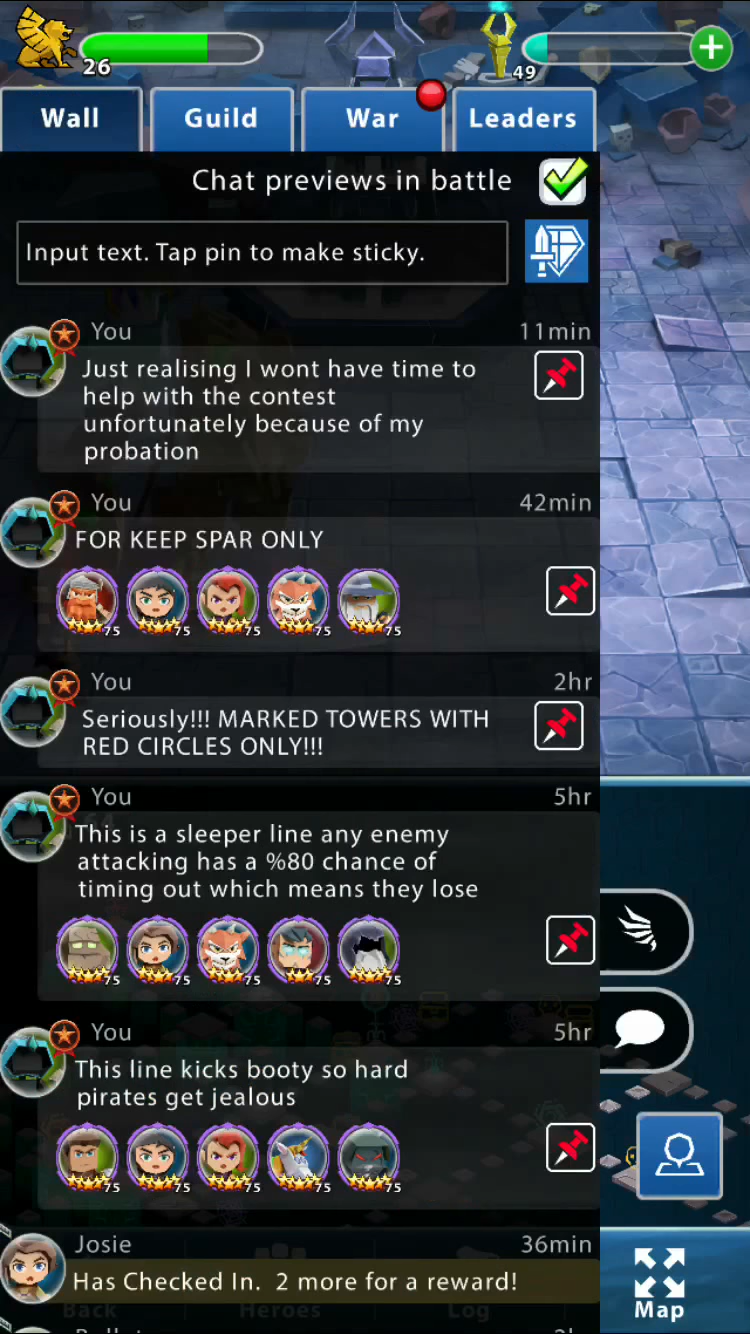 26
49
Wall
Guild
War
Leaders
Chat previews in battle
Input text. Tap pin to make sticky.
You
11min
Just realising I wont have time to
help with the contest
unfortunately because of my
probation
You
42min
FOR KEEP SPAR ONLY
75
75
75
75
75
You
2hr
Seriously!!! MARKED TOWERS WITH
RED CIRCLES ONLY!!!
You
5hr
This is a sleeper line any enemy
attacking has a %80 chance of
timing out which means they lose
75
75
75
75
75
You
5hr
This line kicks booty so hard
pirates get jealous
75
75
75
75
75
Josie
36min
Has Checked In.  2 more for a reward!
Back
Heroes
Log
Map